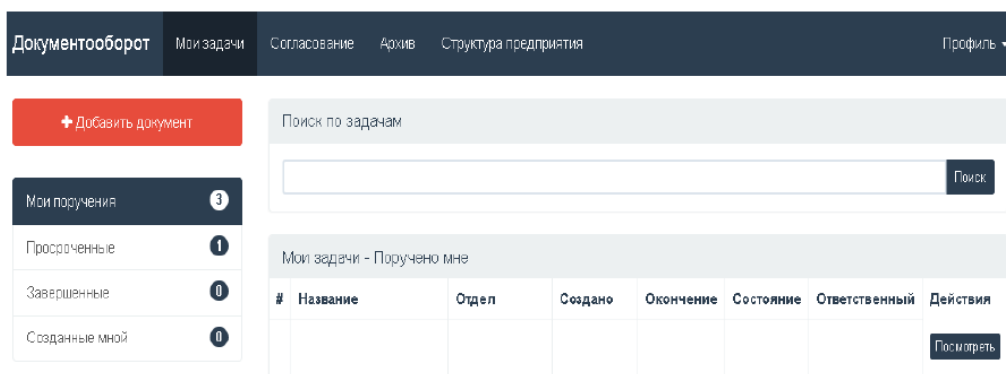 Документооборот Мои задачи Согласование Архив Структура предприятия Профиль
+ Добавить документ
Поиск по задачам
Поиск
Мои поручения 3
Просроченные 1
Завершенные 0
Созданные мной 0
Мои задачи - Поручено мне
# Название Отдел Создано Окончение Состояние Ответственный Действия
Посмотреть